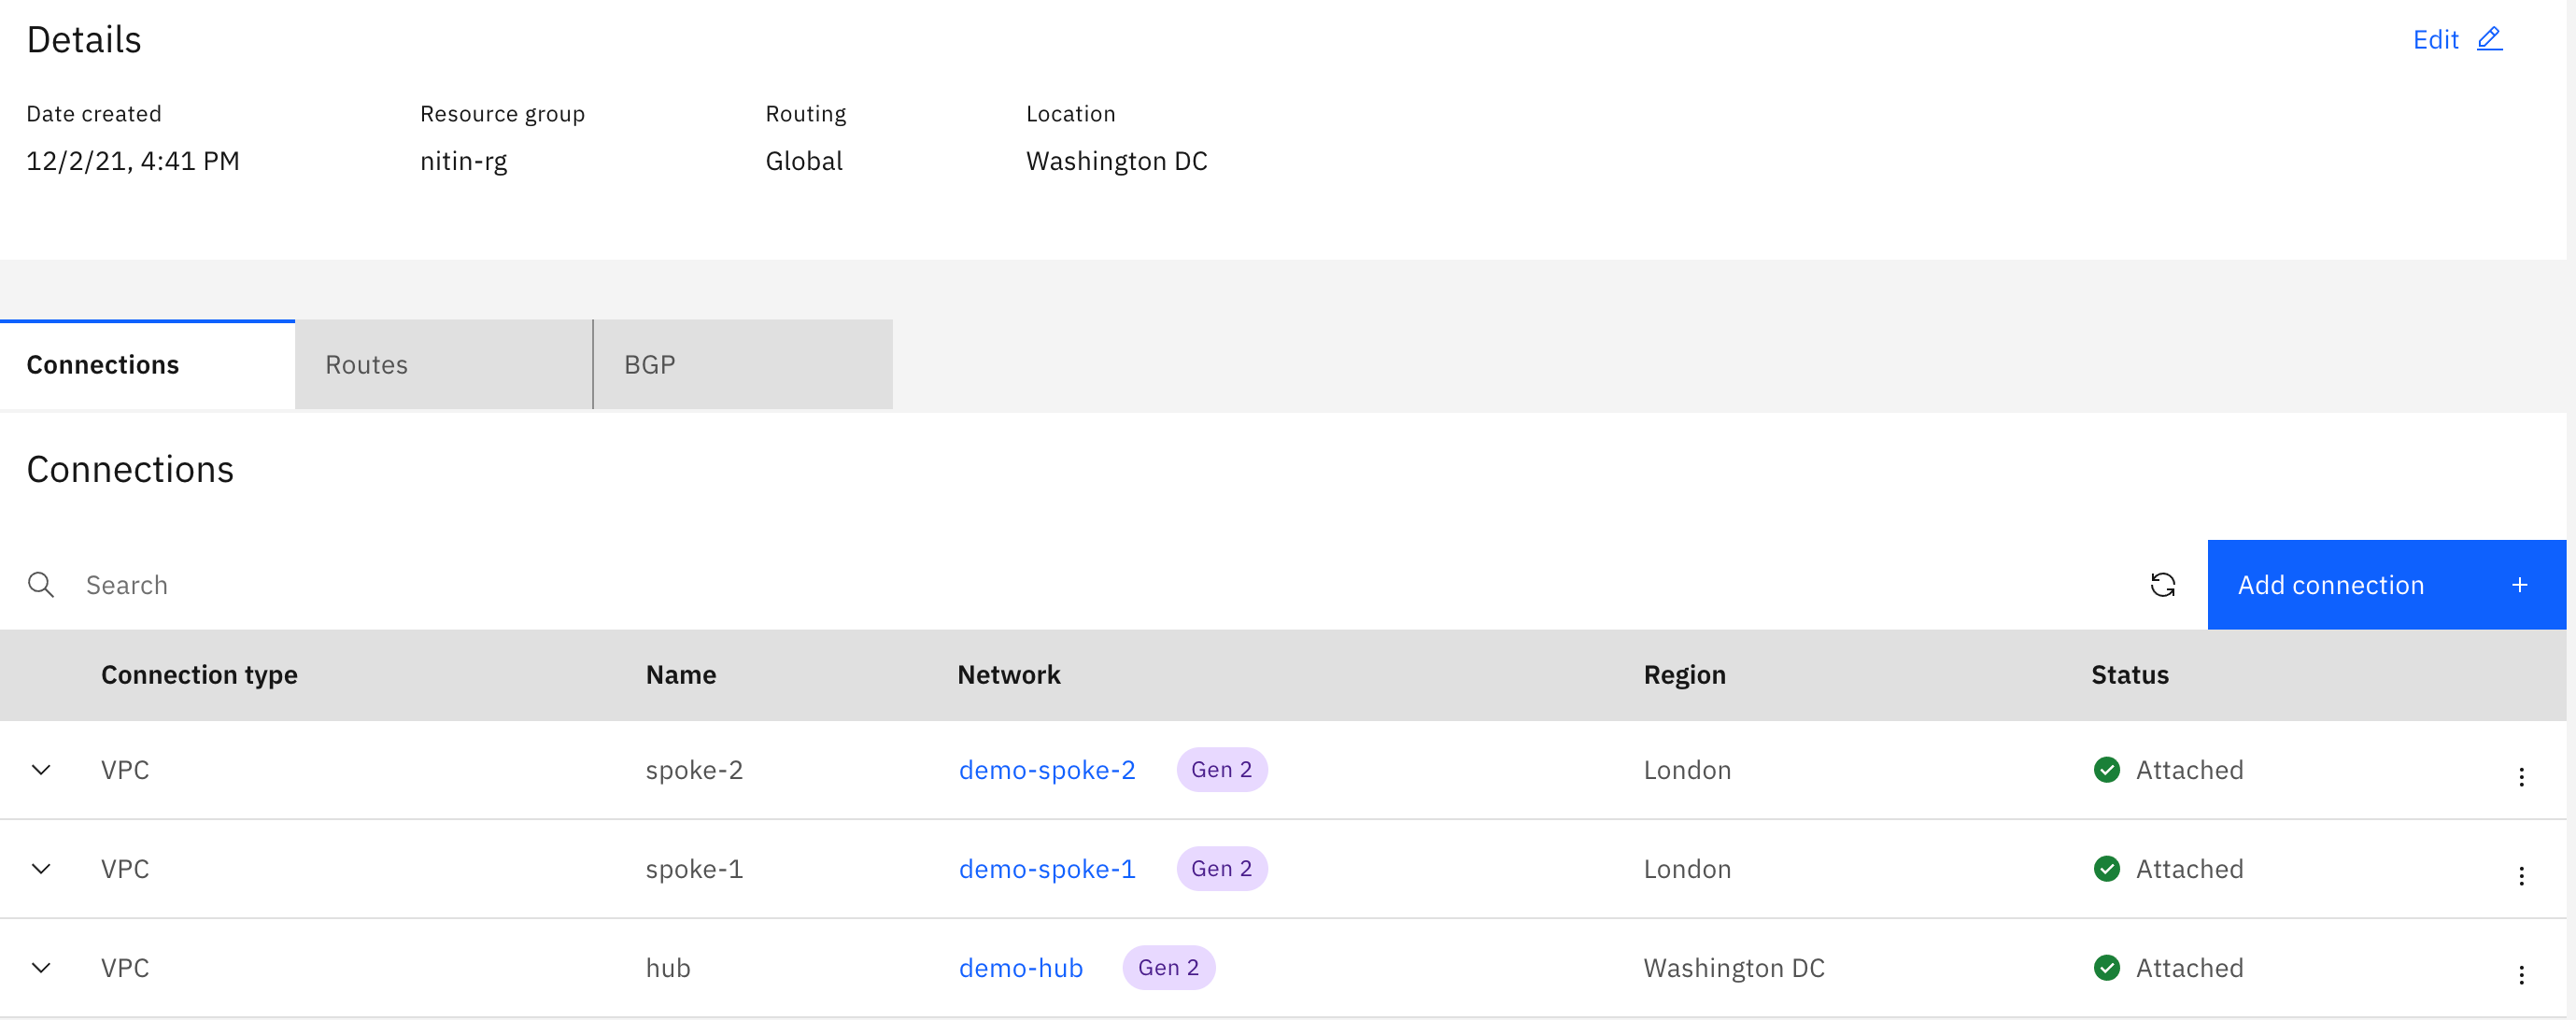 Details
Edit
Date created Resource group Routing Location
12/2/21, 4:41 PM nitin-rg Global Washington DC
Connections Routes BGP
Connections
Search Add connection +
Connection type Name Network Region Status
VPC spoke-2 demo-spoke-2 Gen 2 London Attached
VPC spoke-1 demo-spoke-1 Gen 2 London Attached
VPC hub demo-hub Gen 2 Washington DC Attached